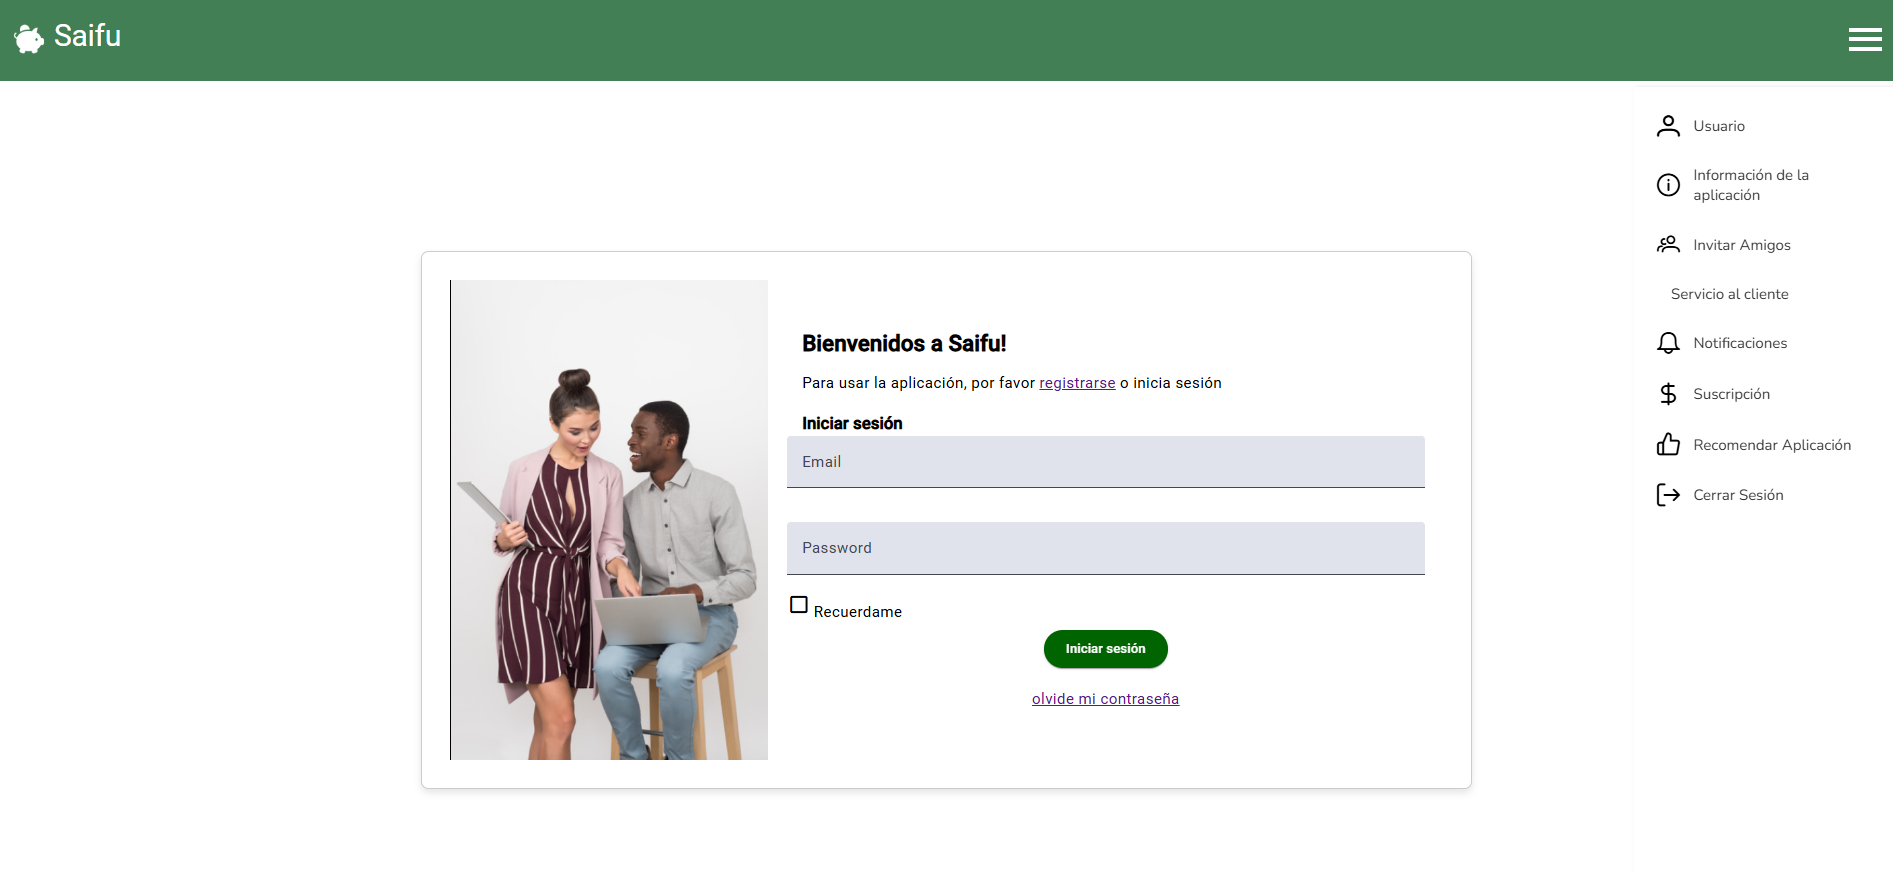 Saifu
Usuario
Información de la
aplicación
Invitar Amigos
Servicio al cliente
Notificaciones
Suscripción
Recomendar Aplicación
Cerrar Sesión
Bienvenidos a Saifu!
Para usar la aplicación, por favor registrarse o inicia sesión
Iniciar sesión
Email
Password
Recuerdame
Iniciar sesión
olvide mi contraseña